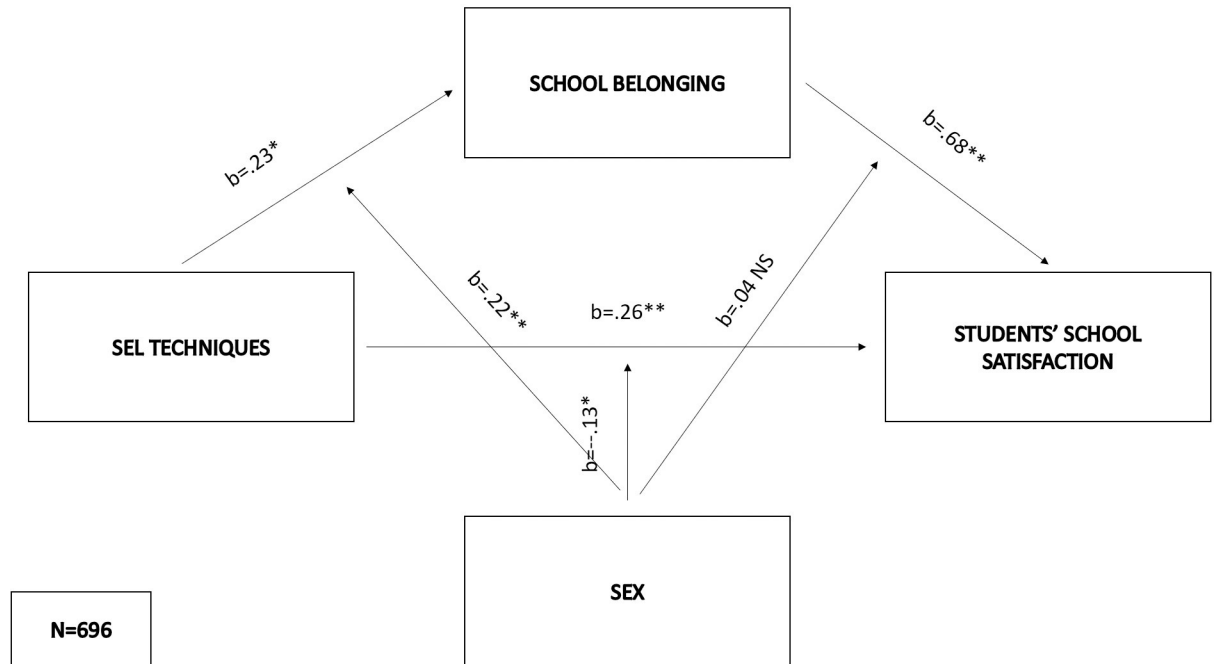 SCHOOL BELONGING
b=.23*
b=.68**
b=.22**
b=.26**
b=.04 NS
SEL TECHNIQUES
STUDENTS’ SCHOOL
SATISFACTION
b=--.13*
SEX
N=696